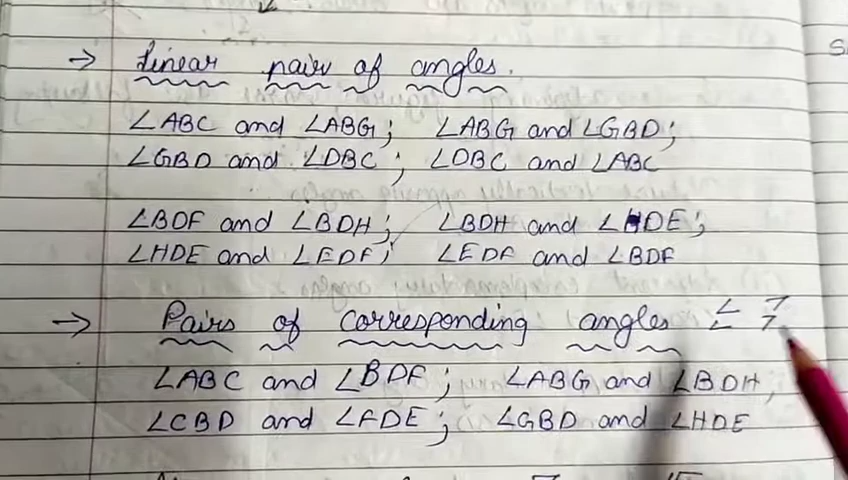 → Linear pair of angles.
∠ABC and ∠ABG; ∠ABG and ∠GBD;
∠GBD and ∠DBC; ∠DBC and ∠ABC
∠BDF and ∠BDH; ∠BDH and ∠HDE;
∠HDE and ∠EDF; ∠EDF and ∠BDF
→ Pairs of corresponding angles
∠ABC and ∠BDF; ∠ABG and ∠BDH,
∠CBD and ∠FDE; ∠GBD and ∠HDE